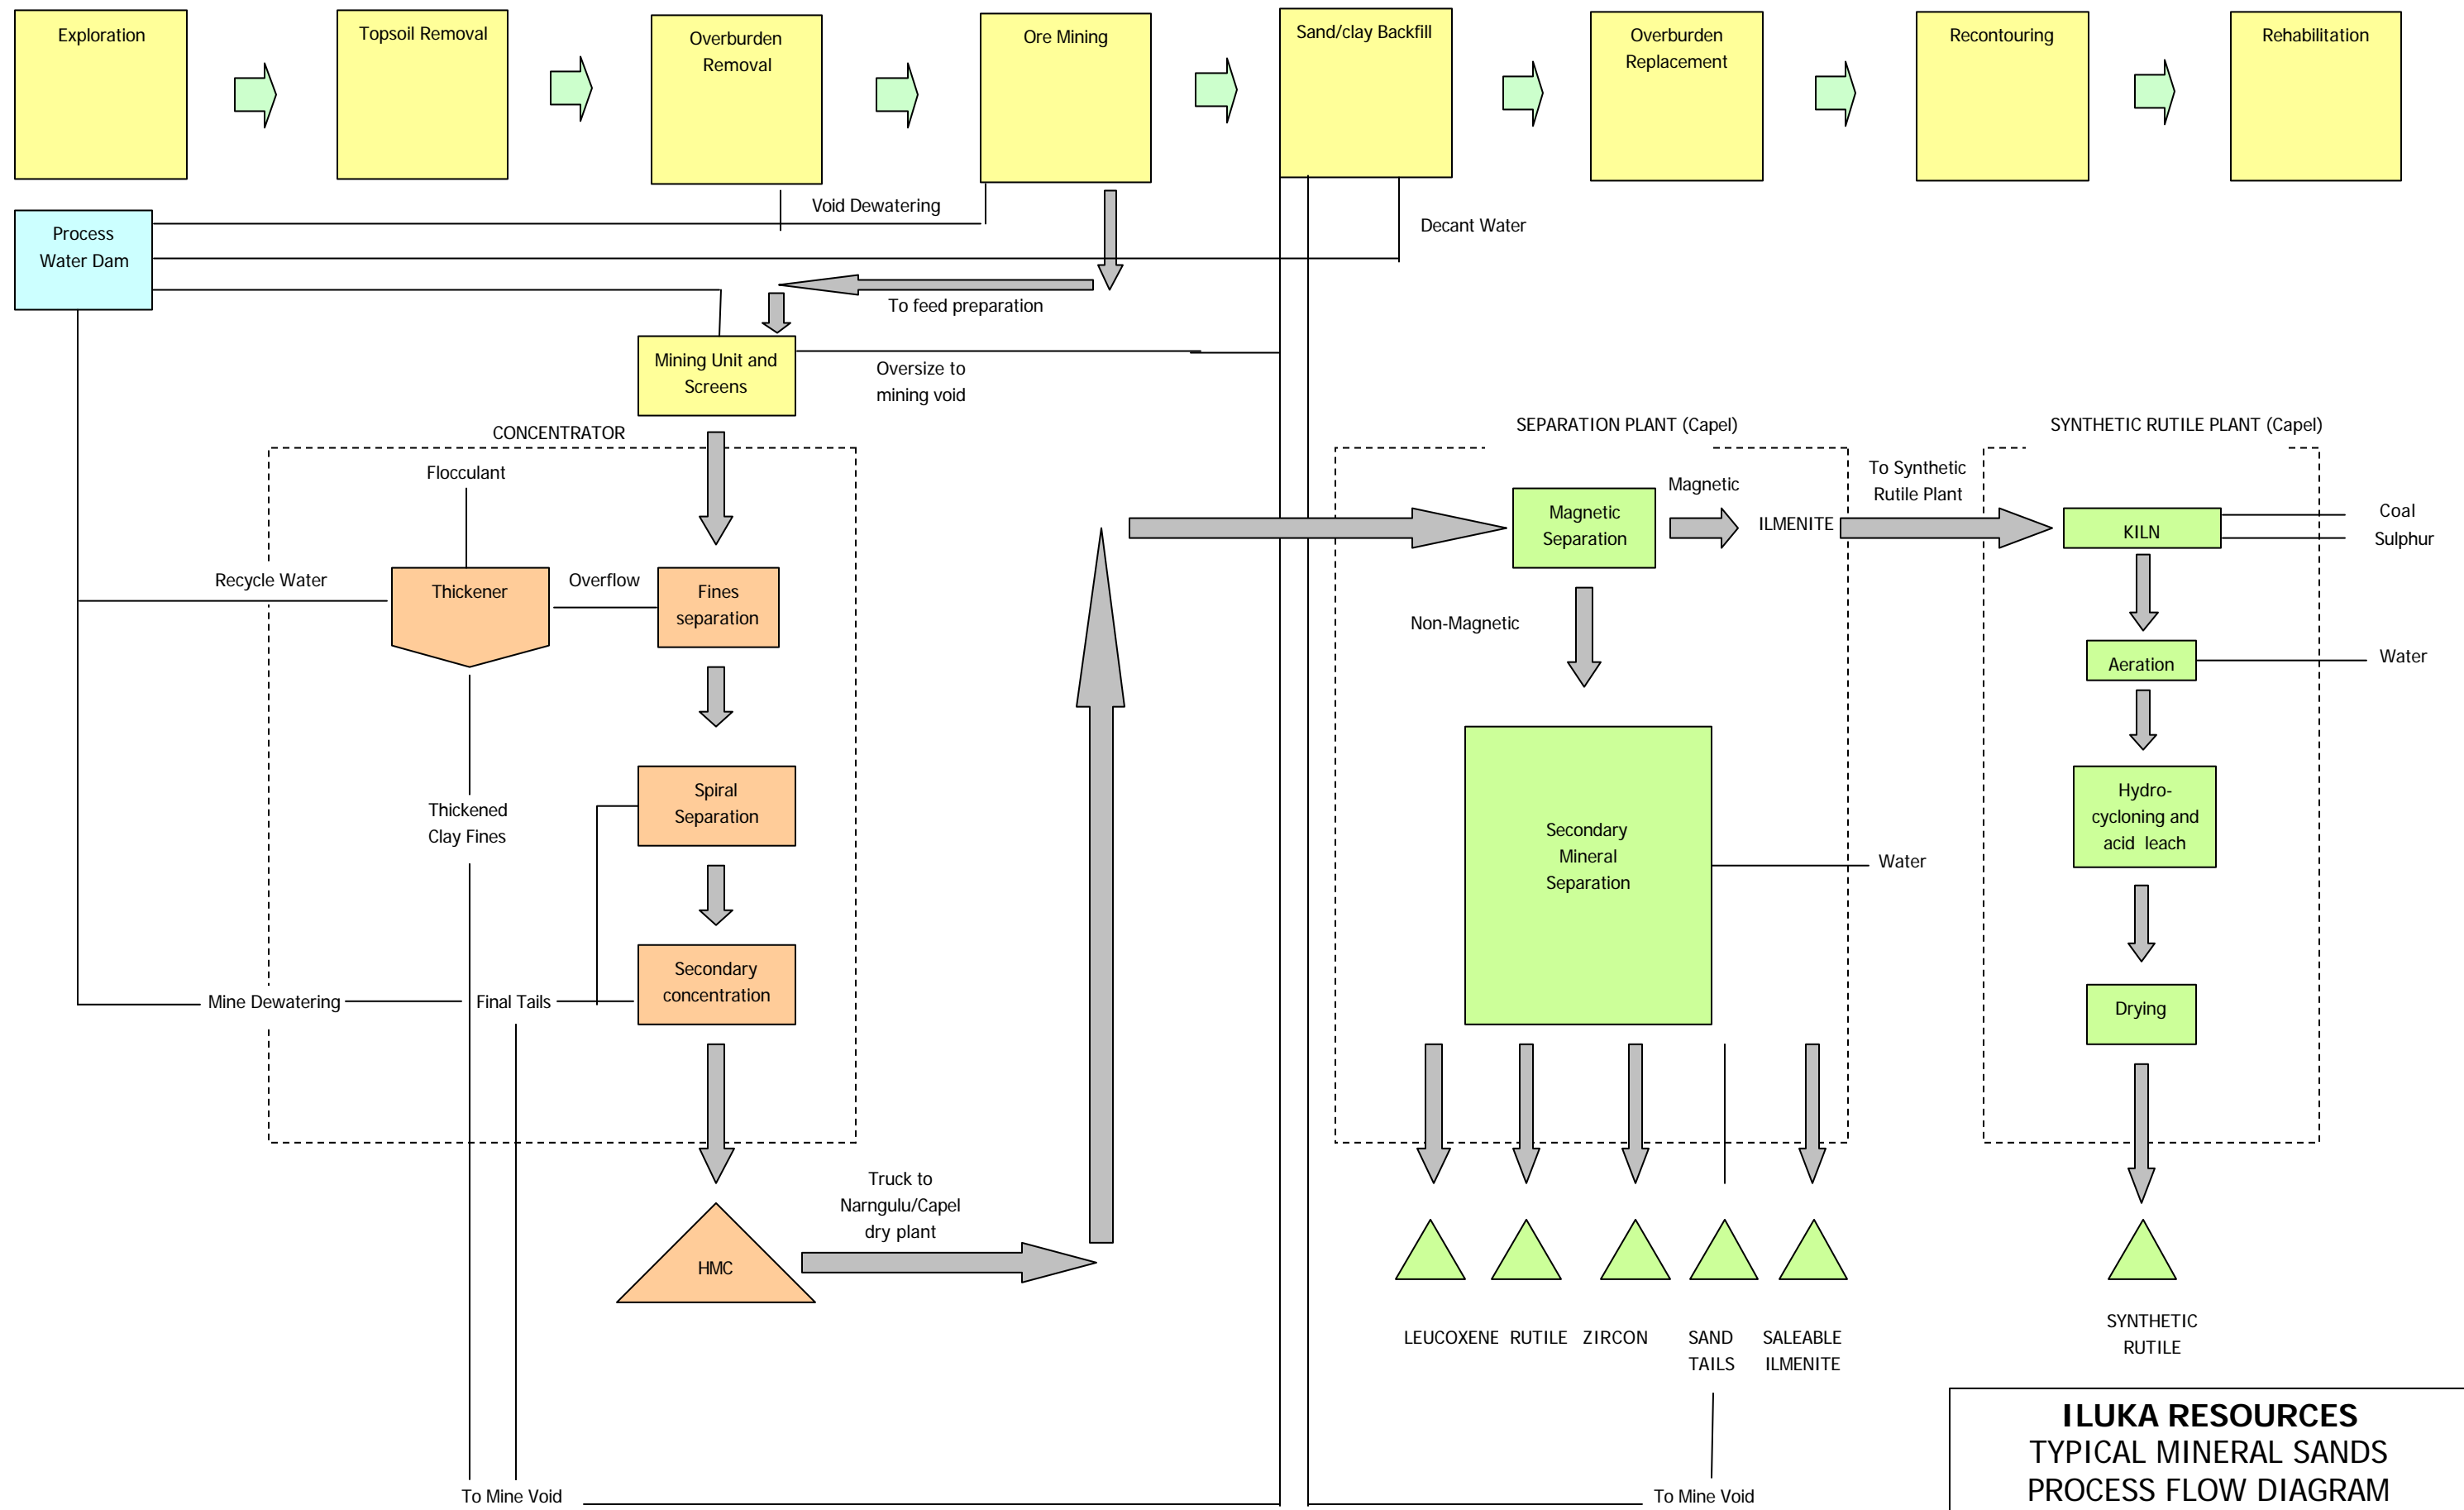 Exploration
Topsoil Removal
Overburden
Removal
Ore Mining
Sand/clay Backfill
Overburden
Replacement
Recontouring
Rehabilitation
Void Dewatering
Decant Water
Process
Water Dam
To feed preparation
Mining Unit and
Screens
Oversize to
mining void
CONCENTRATOR
Flocculant
Recycle Water
Thickener
Overflow
Fines
separation
Spiral
Separation
Thickened
Clay Fines
Secondary
concentration
Mine Dewatering
Final Tails
HMC
Truck to
Narngulu/Capel
dry plant
To Mine Void
SEPARATION PLANT (Capel)
Magnetic
Separation
Magnetic
ILMENITE
To Synthetic
Rutile Plant
Non-Magnetic
Secondary
Mineral
Separation
Water
LEUCOXENE
RUTILE
ZIRCON
SAND
TAILS
SALEABLE
ILMENITE
To Mine Void
SYNTHETIC RUTILE PLANT (Capel)
KILN
Coal
Sulphur
Aeration
Water
Hydro-
cycloning and
acid leach
Drying
SYNTHETIC
RUTILE
ILUKA RESOURCES
TYPICAL MINERAL SANDS
PROCESS FLOW DIAGRAM